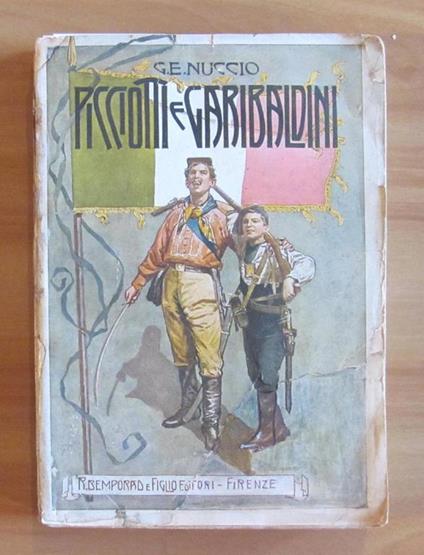 G.E. NUCCIO
PICCIOTTI E GARIBALDINI
R. BEMPORAD E FIGLIO EDITORI - FIRENZE